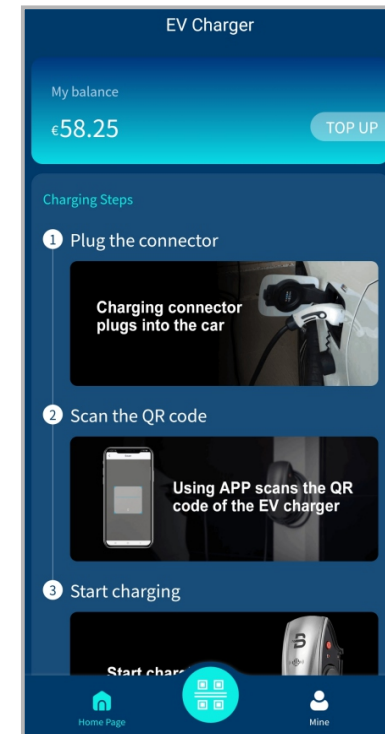 EV Charger
My balance
€58.25
TOP UP
Charging Steps
1 Plug the connector
Charging connector
plugs into the car
2 Scan the QR code
Using APP scans the QR
code of the EV charger
3 Start charging
Start
Home Page
Mine